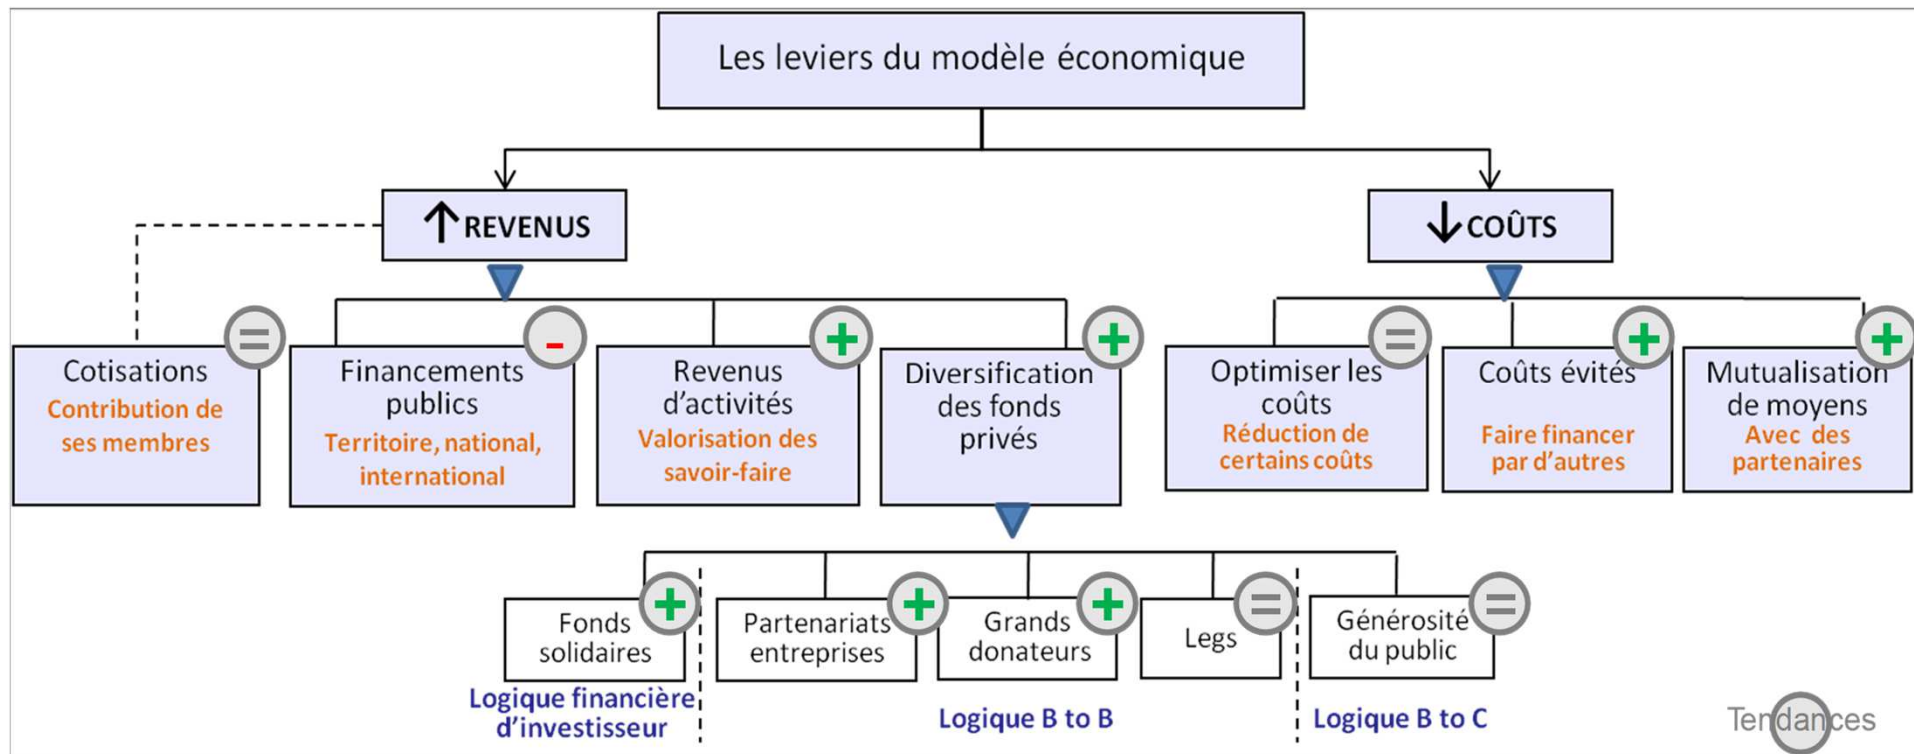 Les leviers du modèle économique
↑ REVENUS
↓ COÛTS
=
Cotisations
Contribution de
ses membres
-
Financements
publics
Territoire, national,
international
+
Revenus
d’activités
Valorisation des
savoir-faire
+
Diversification
des fonds
privés
=
Optimiser les
coûts
Réduction de
certains coûts
+
Coûts évités
Faire financer
par d’autres
+
Mutualisation
de moyens
Avec des
partenaires
+
Fonds
solidaires
+
Partenariats
entreprises
+
Grands
donateurs
=
Legs
=
Générosité
du public
Logique financière
d’investisseur
Logique B to B
Logique B to C
Tendances